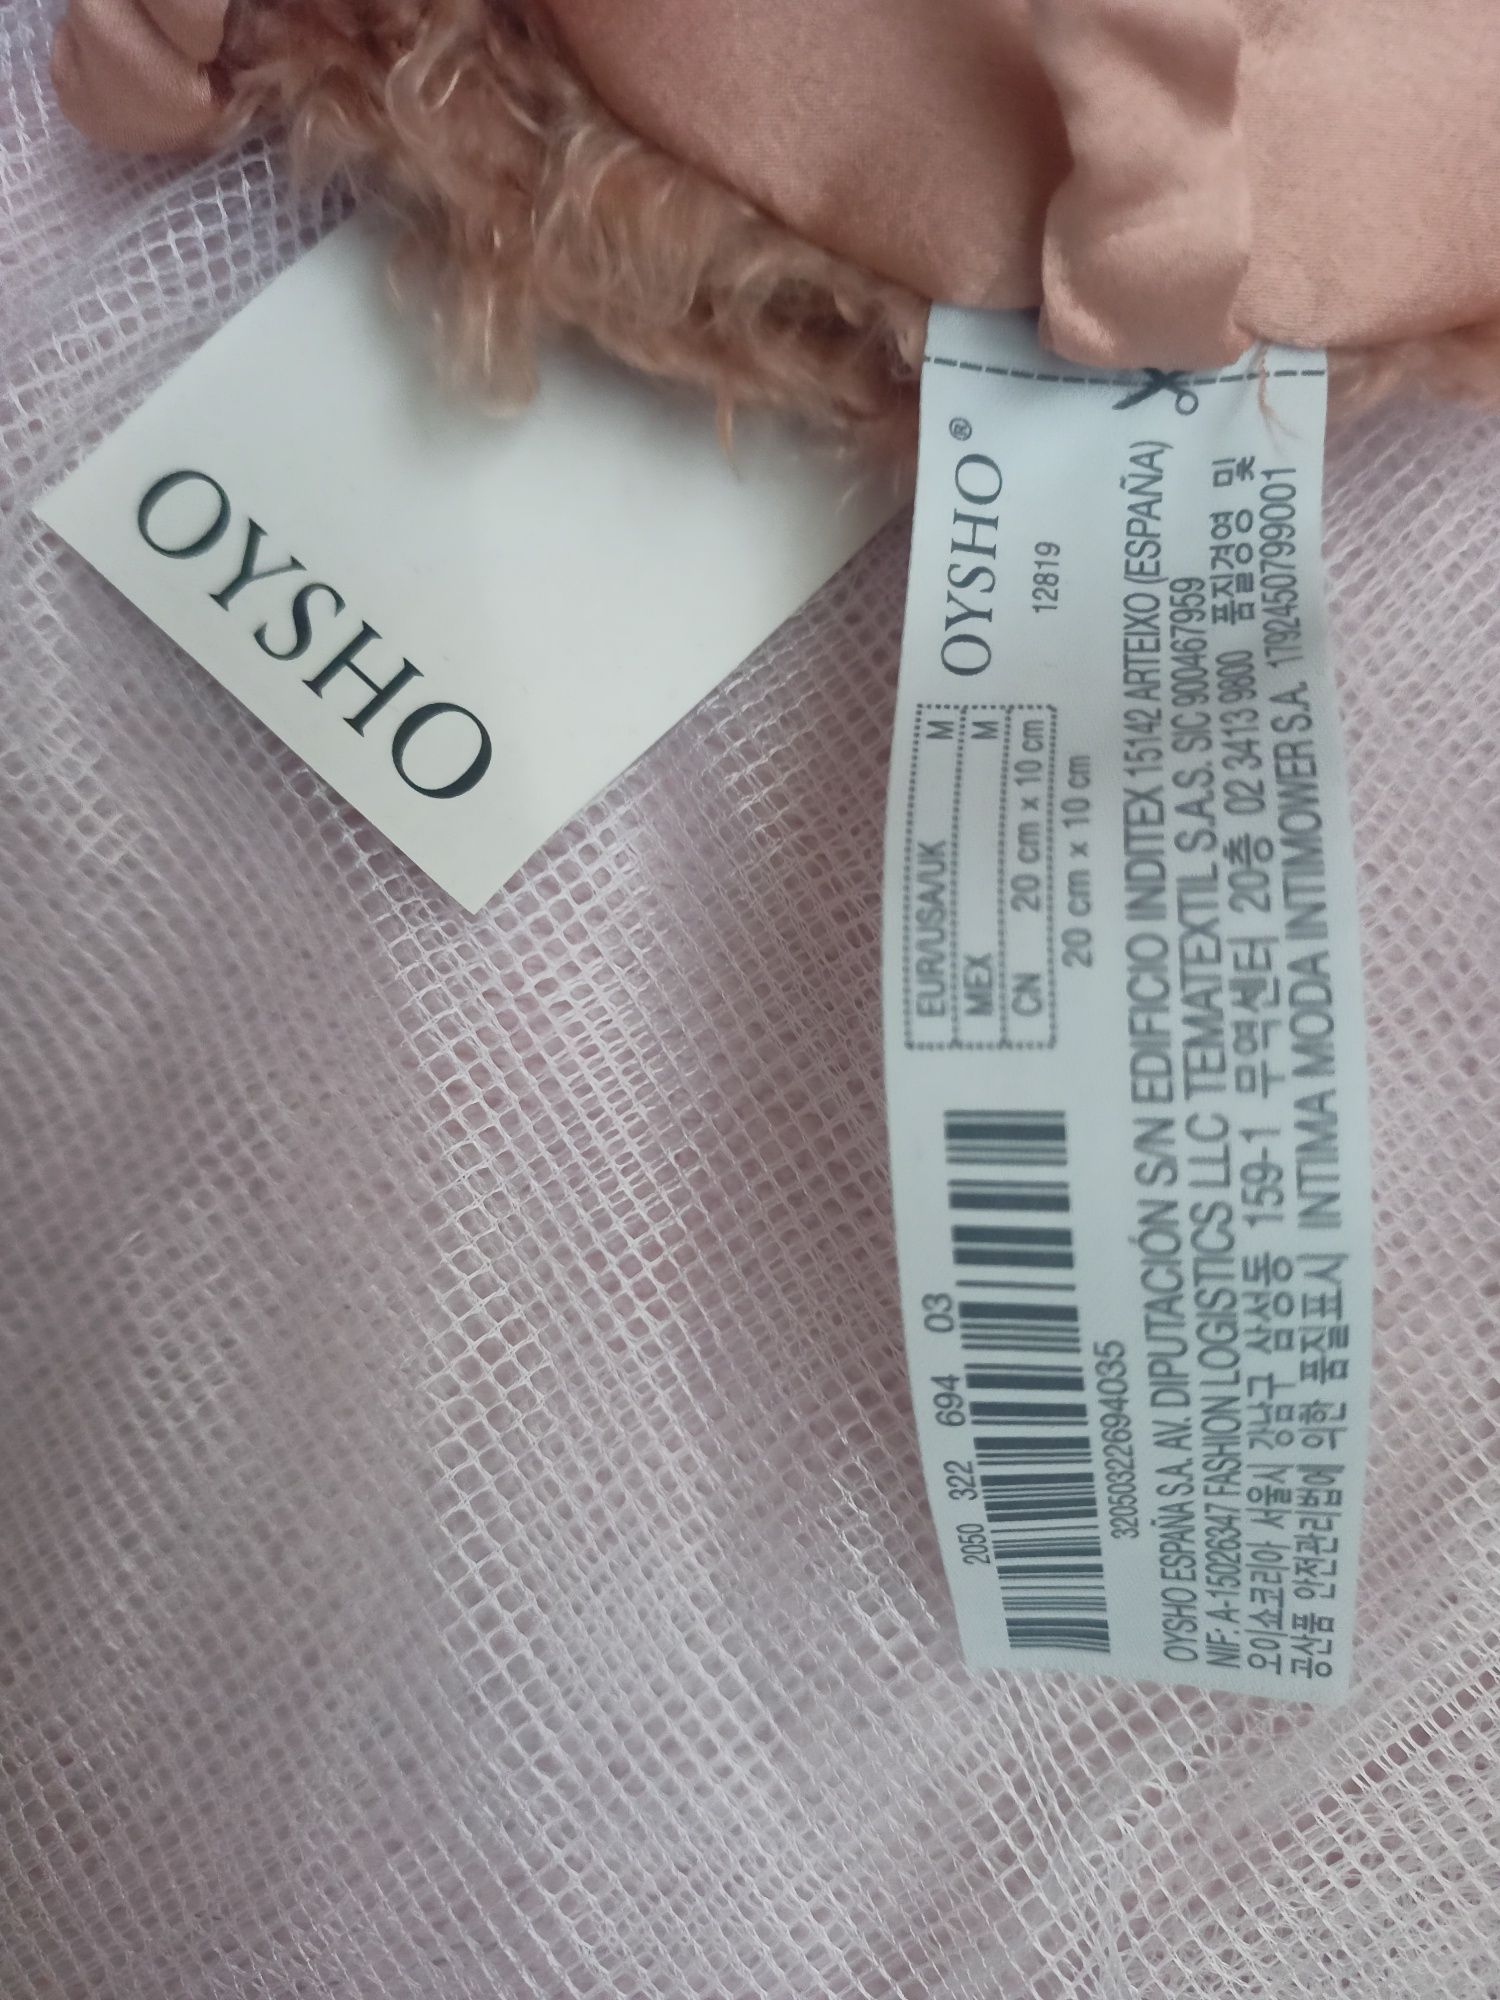 OYSHO
OYSHO®
12819
EUR/USA/UK M
MEX M
CN 20 cm x 10 cm
20 cm x 10 cm
2050 322 694 03
3205032269​4035
OYSHO ESPAÑA S.A. AV. DIPUTACIÓN S/N EDIFICIO INDITEX 15142 ARTEIXO (ESPAÑA)
NIF: A-15026347 FASHION LOGISTICS LLC TEMATEXTIL S.A.S. SIC 900467959
오이쇼코리아 서울시 강남구 삼성동 159-1 무역센터 20층 02 3413 9800 품질경영 및
공산품 안전관리법에 의한 품질표시 INTIMA MODA INTIMOWER S.A. 1792450799001